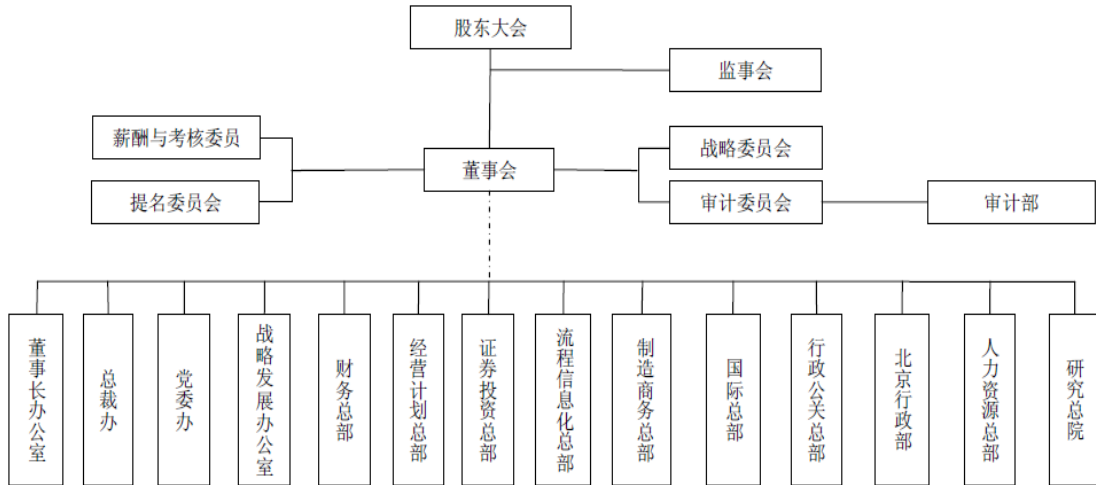 股东大会
监事会
薪酬与考核委员
战略委员会
董事会
提名委员会
审计委员会
审计部
董事长办公室
总裁办
党委办
战略发展办公室
财务总部
经营计划总部
证券投资总部
流程信息化总部
制造商务总部
国际总部
行政公关总部
北京行政部
人力资源总部
研究总院